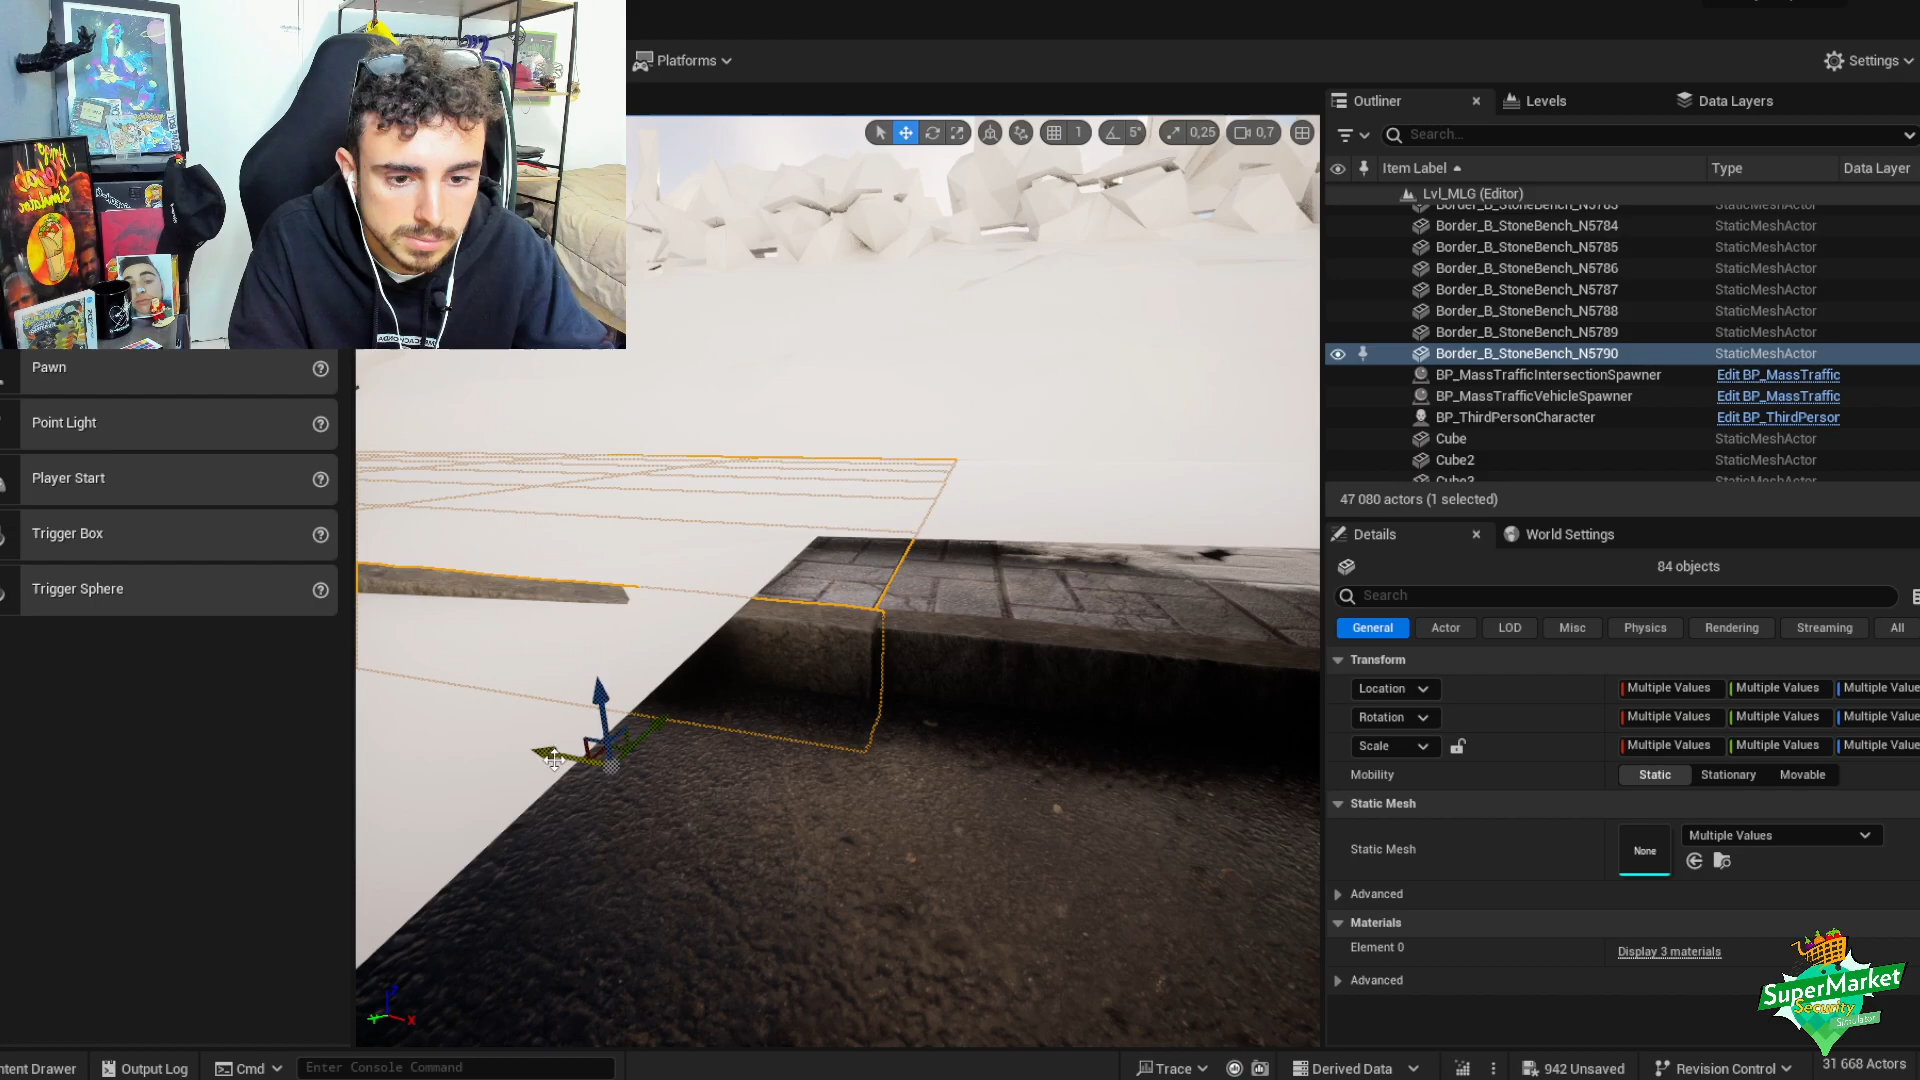 Platforms
Settings
Outliner
Levels
Data Layers
1
5°
0,25
0,7
Search...
Item Label
Type
Data Layer
Lvl_MLG (Editor)
Border_B_StoneBench_N5783
Border_B_StoneBench_N5784 StaticMeshActor
Border_B_StoneBench_N5785 StaticMeshActor
Border_B_StoneBench_N5786 StaticMeshActor
Border_B_StoneBench_N5787 StaticMeshActor
Border_B_StoneBench_N5788 StaticMeshActor
Border_B_StoneBench_N5789 StaticMeshActor
Border_B_StoneBench_N5790 StaticMeshActor
BP_MassTrafficIntersectionSpawner Edit BP_MassTraffic
BP_MassTrafficVehicleSpawner Edit BP_MassTraffic
BP_ThirdPersonCharacter Edit BP_ThirdPerson
Cube StaticMeshActor
Cube2 StaticMeshActor
Cube3
47 080 actors (1 selected)
Pawn
Point Light
Player Start
Trigger Box
Trigger Sphere
Details
World Settings
84 objects
Search
General
Actor
LOD
Misc
Physics
Rendering
Streaming
All
Transform
Location Multiple Values Multiple Values Multiple Value
Rotation Multiple Values Multiple Values Multiple Value
Scale Multiple Values Multiple Values Multiple Value
Mobility Static Stationary Movable
Static Mesh
Static Mesh None Multiple Values
Advanced
Materials
Element 0 Display 3 materials
Advanced
SuperMarket
Security
Simulator
z
x
ntent Drawer
Output Log
Cmd
Enter Console Command
Trace
Derived Data
942 Unsaved
Revision Control
31 668 Actors